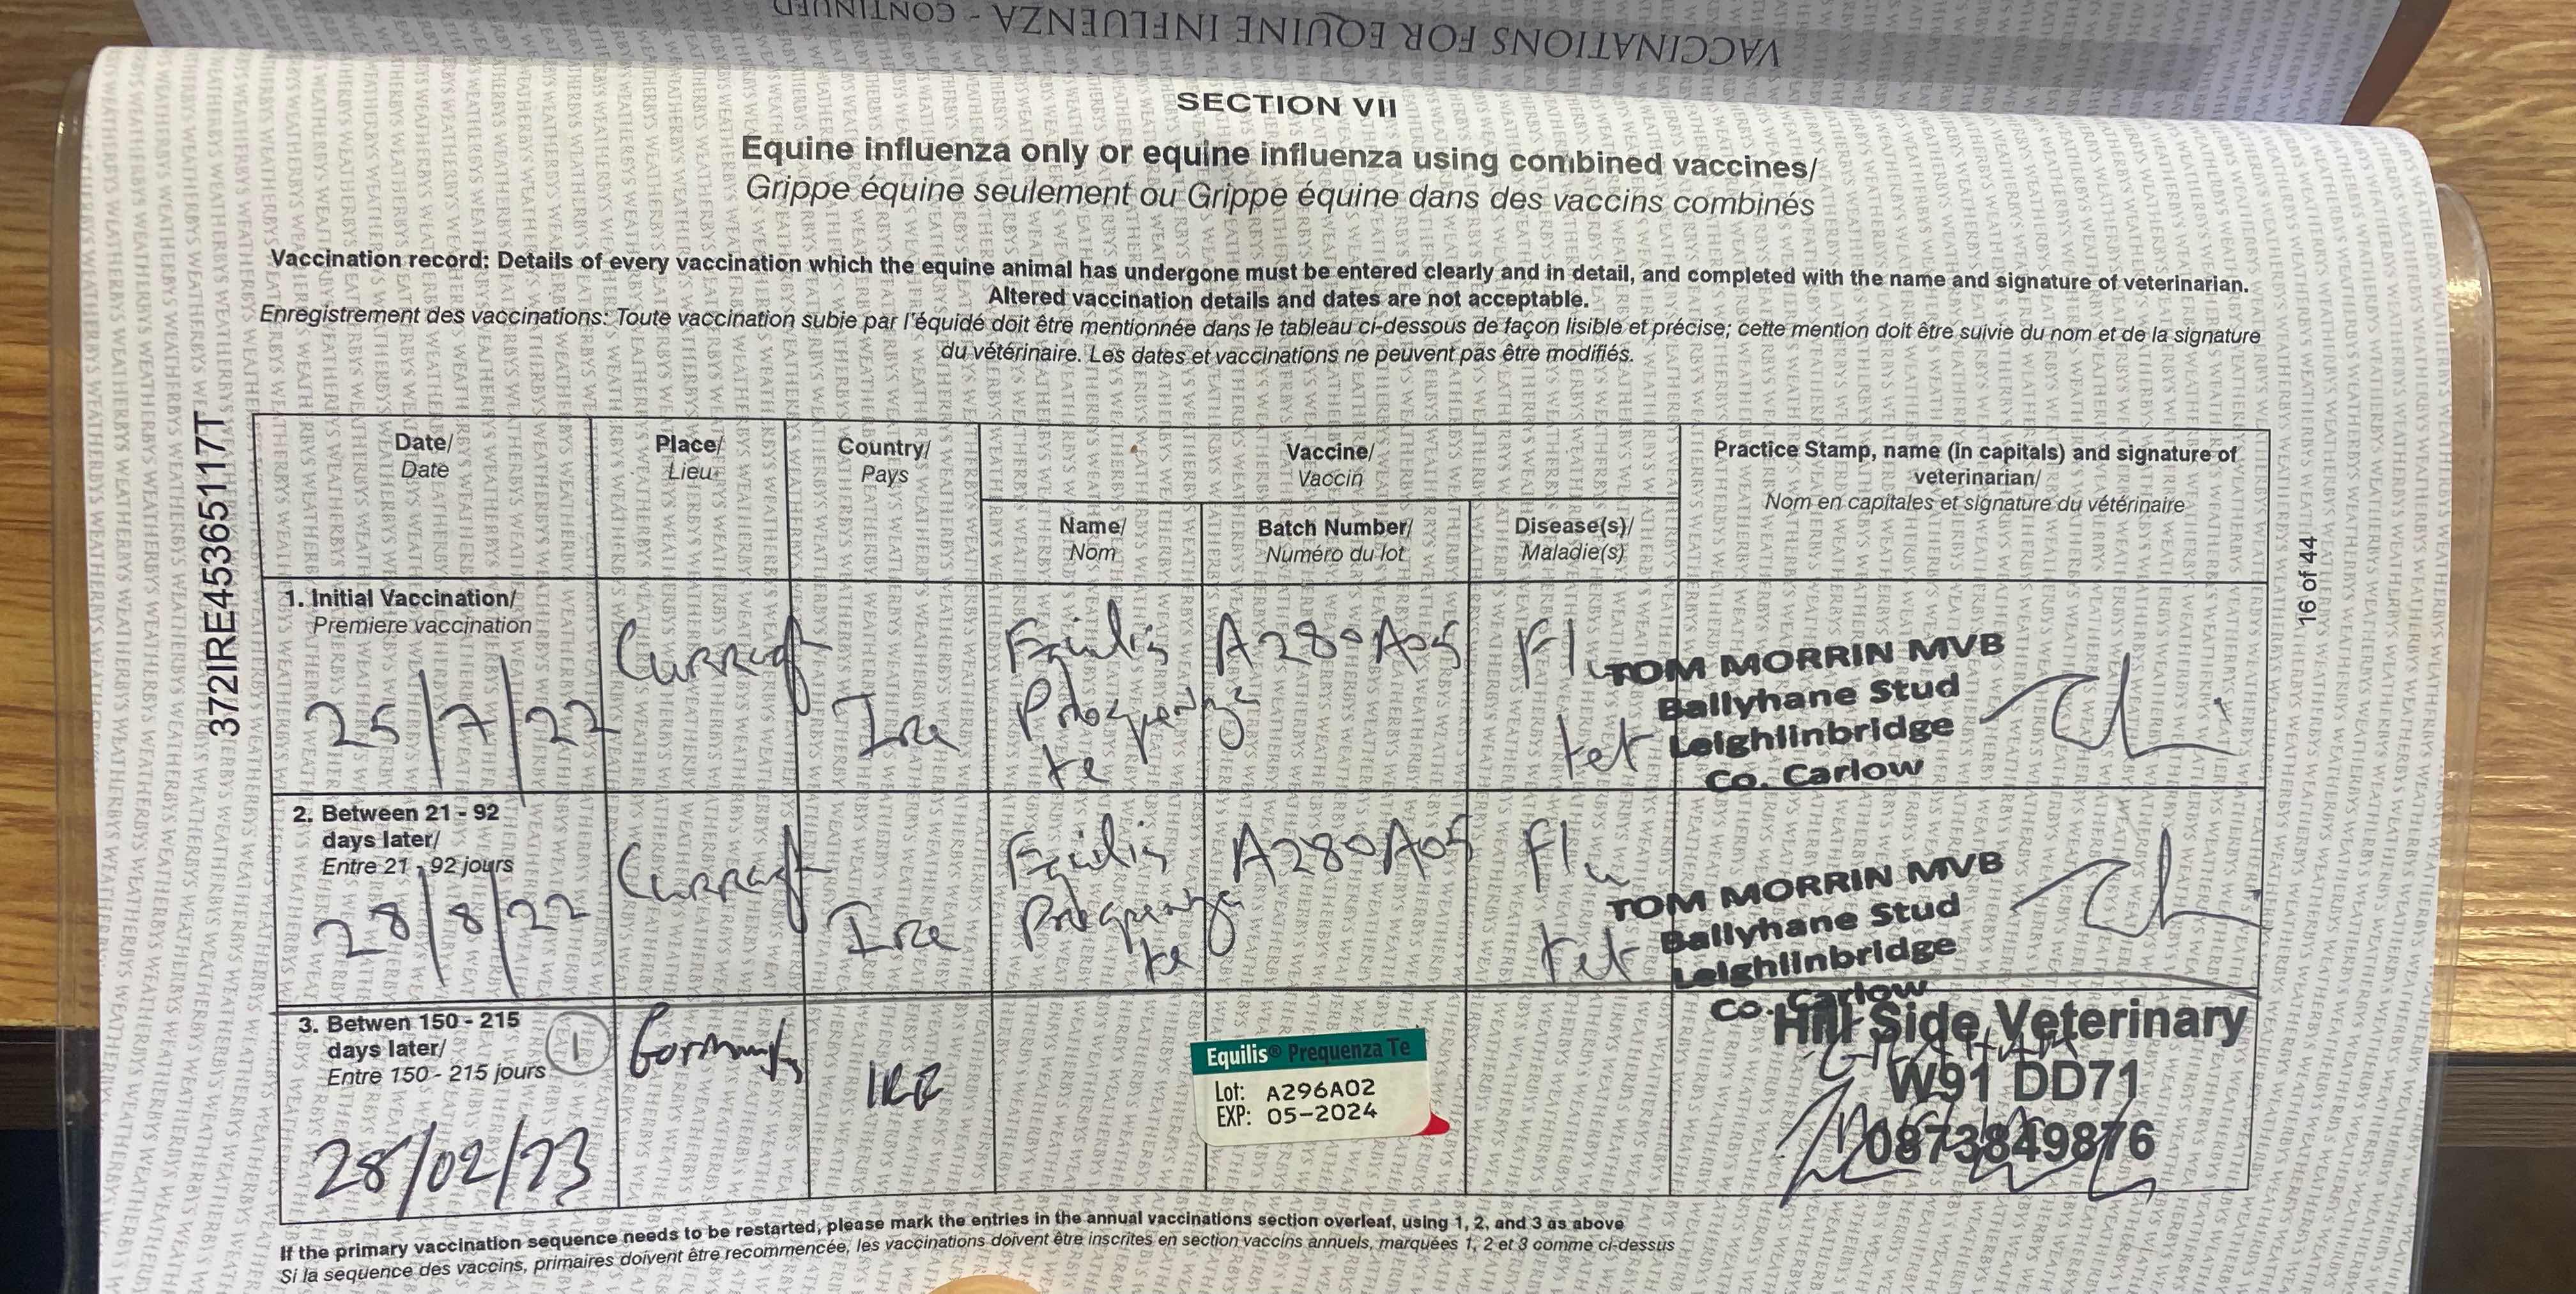 VACCINATIONS FOR EQUINE INFLUENZA - CONTINUED
SECTION VII
Equine influenza only or equine influenza using combined vaccines/
Grippe équine seulement ou Grippe équine dans des vaccins combinés
Vaccination record: Details of every vaccination which the equine animal has undergone must be entered clearly and in detail, and completed with the name and signature of veterinarian.
Altered vaccination details and dates are not acceptable.
Enregistrement des vaccinations: Toute vaccination subie par l'équidé doit être mentionnée dans le tableau ci-dessous de façon lisible et précise; cette mention doit être suivie du nom et de la signature
du vétérinaire. Les dates et vaccinations ne peuvent pas être modifiés.
372IRE45365117T
16 of 44
Date/
Date
Place/
Lieu
Country/
Pays
Vaccine/
Vaccin
Name/
Nom
Batch Number/
Numéro du lot
Disease(s)/
Maladie(s)
Practice Stamp, name (in capitals) and signature of
veterinarian/
Nom en capitales et signature du vétérinaire
1. Initial Vaccination/
Premiere vaccination
25/7/22
Curragh
Ire
Equilis
Prequenza
te
A280A05
Flu
tet
TOM MORRIN MVB
Ballyhane Stud
Leighlinbridge
Co. Carlow
2. Between 21 - 92
days later/
Entre 21 - 92 jours
28/8/22
Curragh
Ire
Equilis
Prequenza
te
A280A05
Flu
tet
TOM MORRIN MVB
Ballyhane Stud
Leighlinbridge
Co. Carlow
3. Betwen 150 - 215
days later/
Entre 150 - 215 jours
1
28/02/23
IRE
Equilis® Prequenza Te
Lot: A296A02
EXP: 05-2024
Hill Side Veterinary
W91 DD71
0873849876
If the primary vaccination sequence needs to be restarted, please mark the entries in the annual vaccinations section overleaf, using 1, 2, and 3 as above
Si la sequence des vaccins, primaires doivent être recommencée, les vaccinations doivent être inscrites en section vaccins annuels, marquées 1, 2 et 3 comme ci-dessus